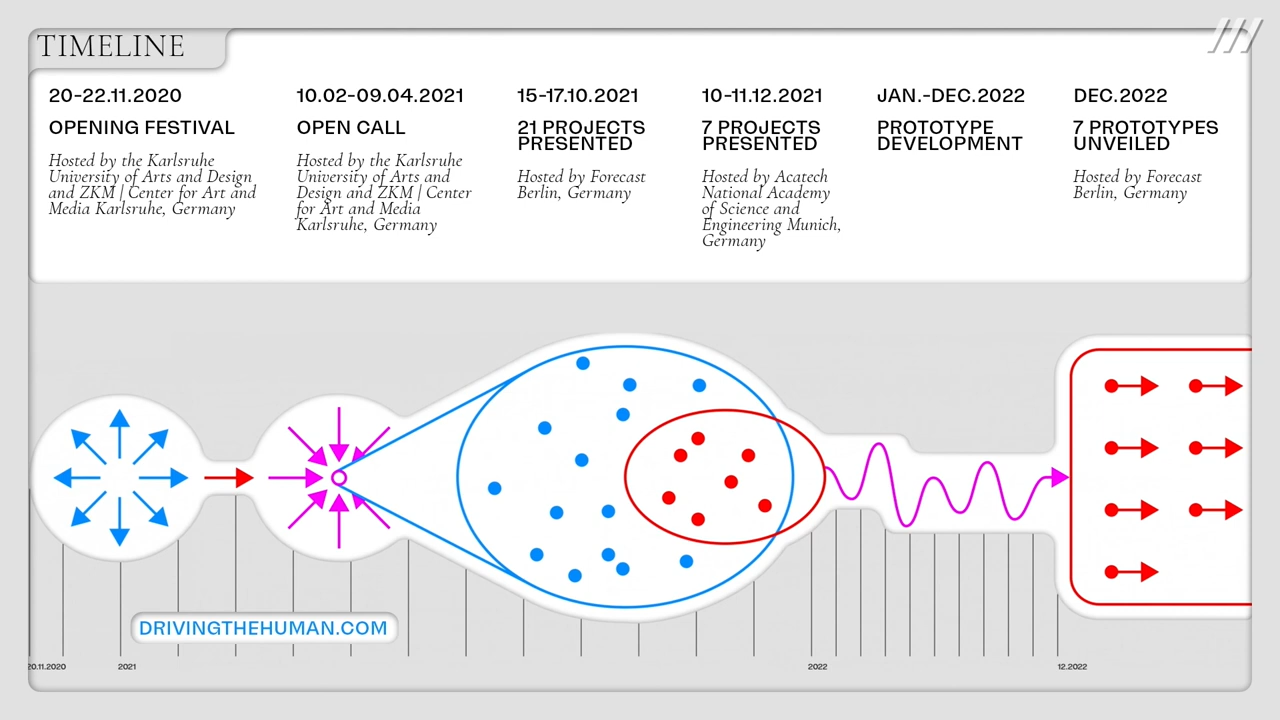 TIMELINE
20-22.11.2020
OPENING FESTIVAL
Hosted by the Karlsruhe
University of Arts and Design
and ZKM | Center for Art and
Media Karlsruhe, Germany
10.02-09.04.2021
OPEN CALL
Hosted by the Karlsruhe
University of Arts and
Design and ZKM | Center
for Art and Media
Karlsruhe, Germany
15-17.10.2021
21 PROJECTS
PRESENTED
Hosted by Forecast
Berlin, Germany
10-11.12.2021
7 PROJECTS
PRESENTED
Hosted by Acatech
National Academy
of Science and
Engineering Munich,
Germany
JAN.-DEC.2022
PROTOTYPE
DEVELOPMENT
DEC.2022
7 PROTOTYPES
UNVEILED
Hosted by Forecast
Berlin, Germany
DRIVINGTHEHUMAN.COM
20.11.2020
2021
2022
12.2022